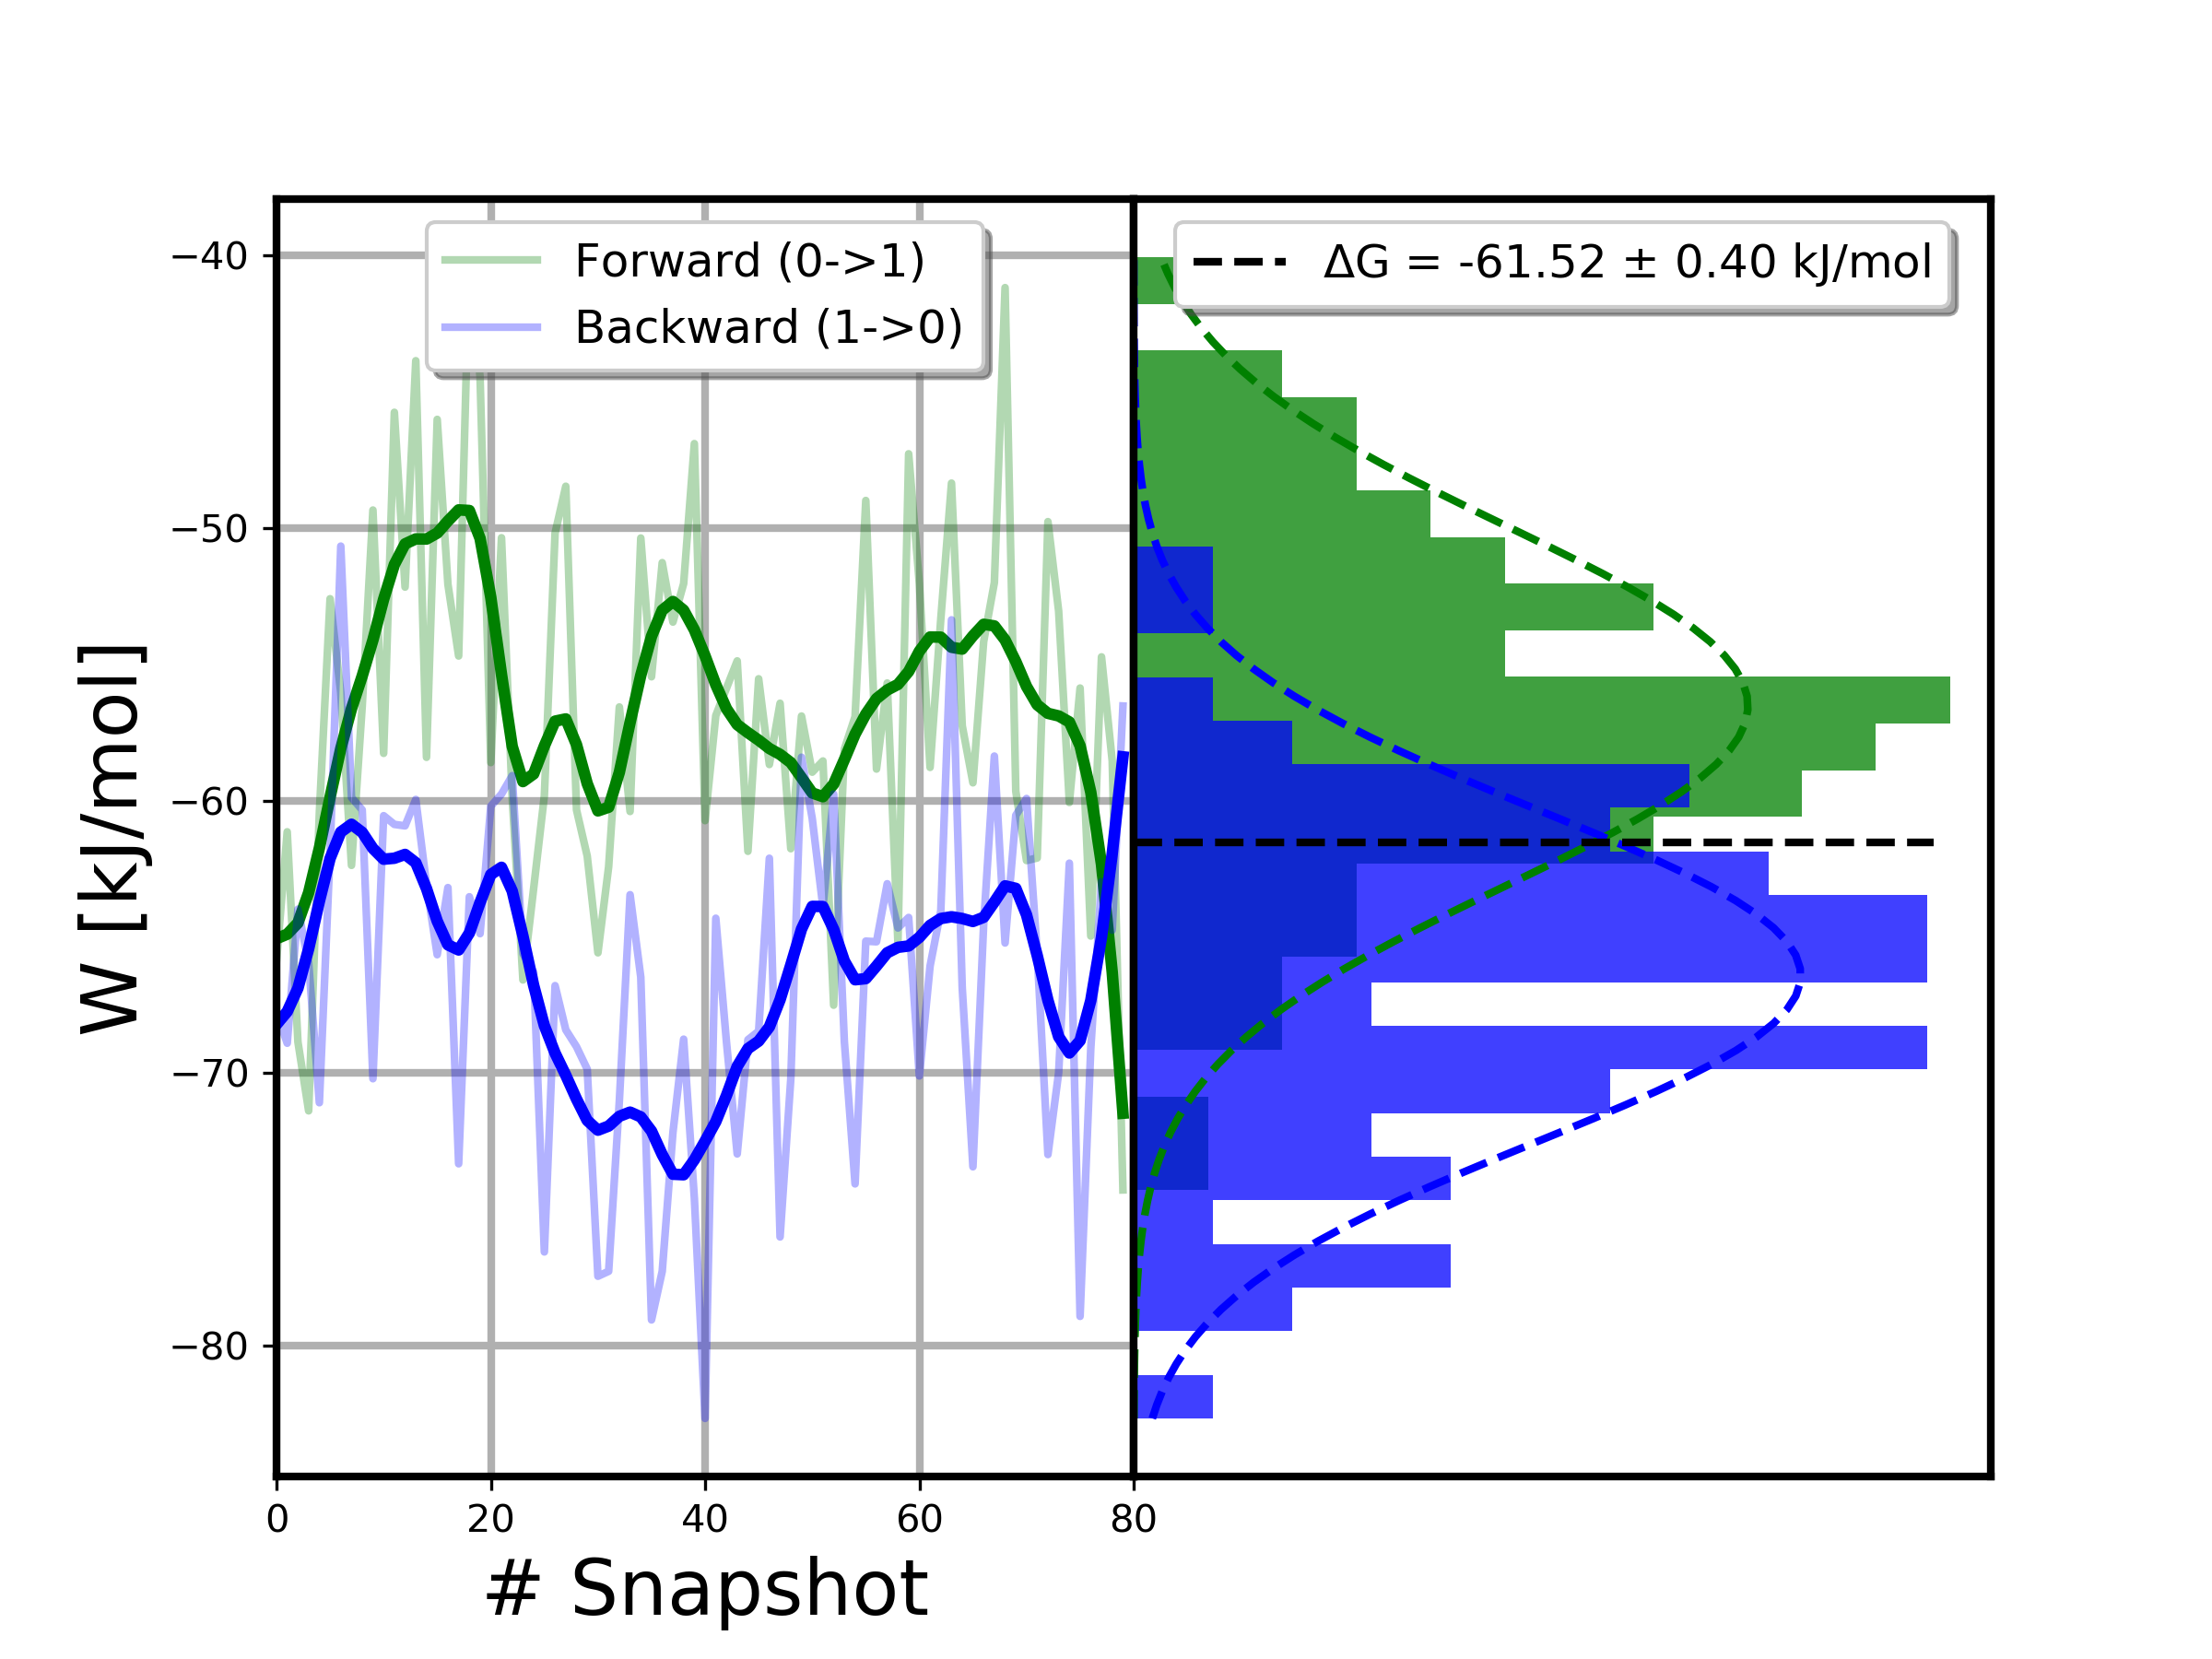 Forward (0->1)
Backward (1->0)
ΔG = -61.52 ± 0.40 kJ/mol
W [kJ/mol]
−40
−50
−60
−70
−80
0 20 40 60 80
# Snapshot